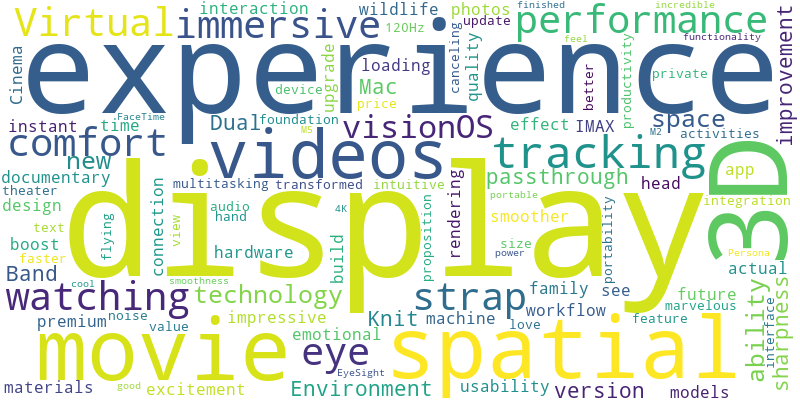 interaction wildlife photos finished incredible
Virtual immersive 120Hz update performance
Cinema experience functionality
loading canceling quality feel improvement
upgrade better productivity private
device Mac
.FaceTime price
instant time Dual foundation visionOS effect IMAX space
comfort M5 M2 activities
new videos tracking 3D
documentary multitasking transformed intuitive passthrough head app
theater portable integration
design connection audio rendering smoother
text flying view hand 4K display
boost hardware build proposition size portability Persona
faster power actual
Band cool smoothness family see future
watching technology strap marvelous
premium noise impressive Knit machine workflow feature
value emotional love ability interface sharpness
movie eye spatial
EyeSight
materials good excitement Environment usability version models